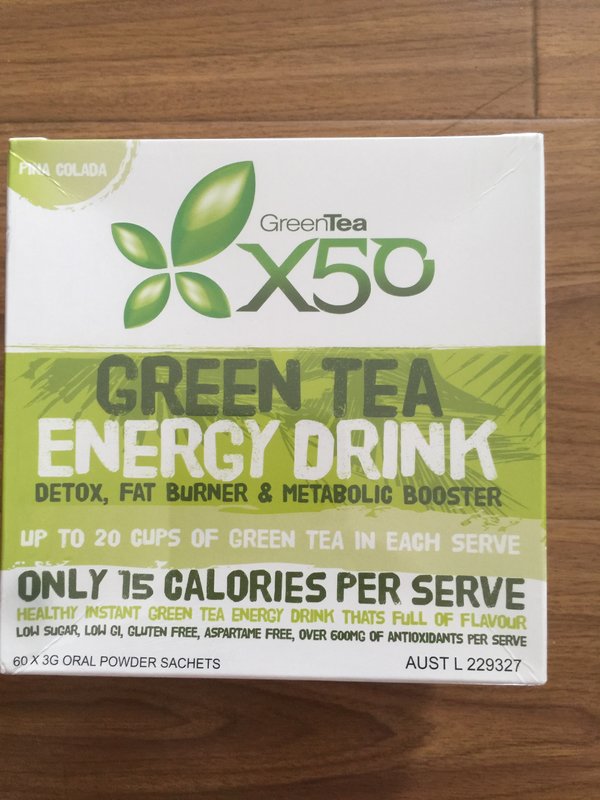 PINA COLADA
GreenTea
X50
GREEN TEA
ENERGY DRINK
DETOX, FAT BURNER & METABOLIC BOOSTER
UP TO 20 CUPS OF GREEN TEA IN EACH SERVE
ONLY 15 CALORIES PER SERVE
HEALTHY INSTANT GREEN TEA ENERGY DRINK THATS FULL OF FLAVOUR
LOW SUGAR, LOW GI, GLUTEN FREE, ASPARTAME FREE, OVER 600MG OF ANTIOXIDANTS PER SERVE
60 X 3G ORAL POWDER SACHETS
AUST L 229327